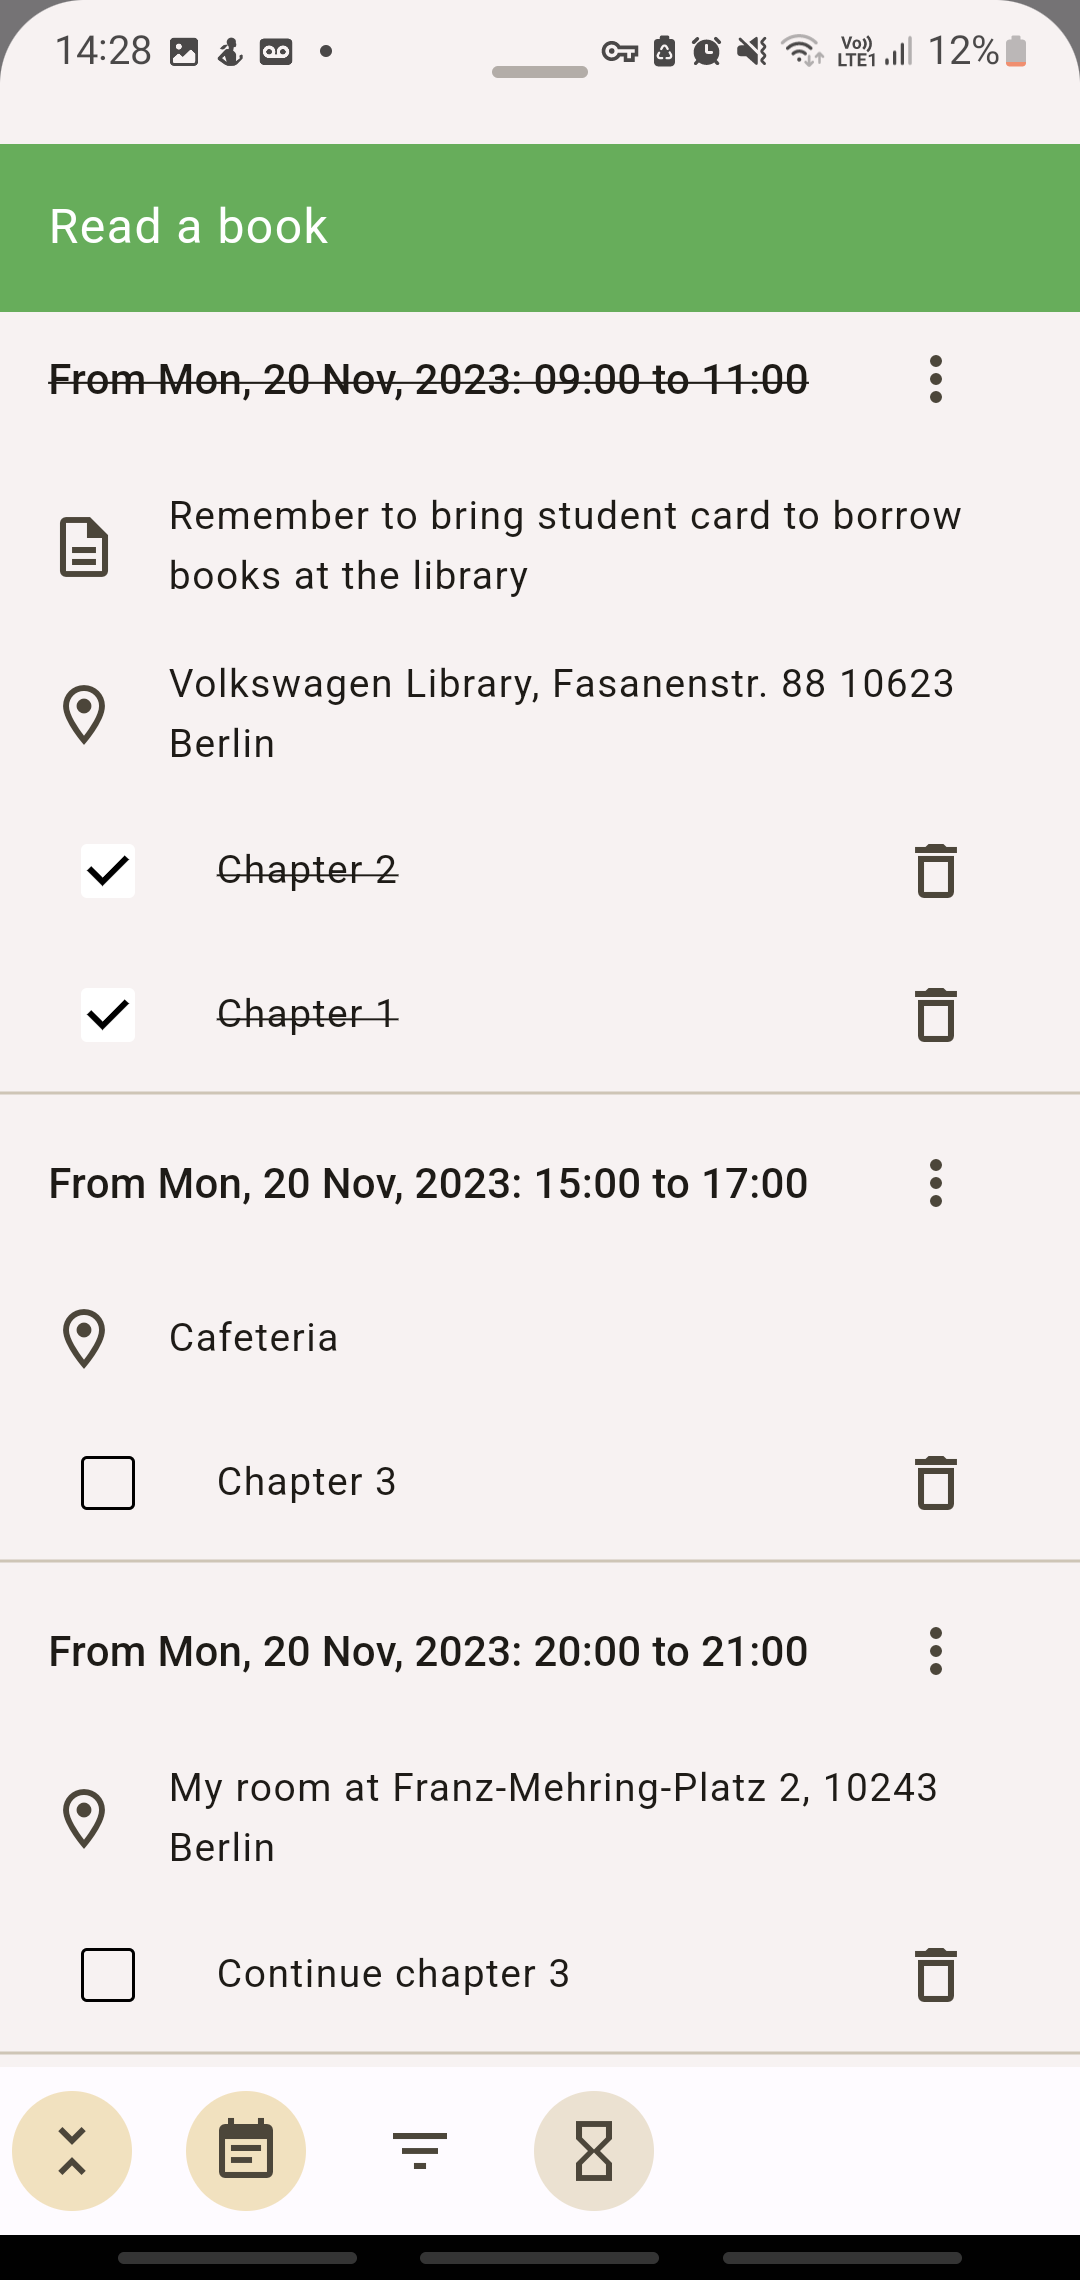 14:28
Vo)) LTE1 12%
Read a book
From Mon, 20 Nov, 2023: 09:00 to 11:00
Remember to bring student card to borrow
books at the library
Volkswagen Library, Fasanenstr. 88 10623
Berlin
Chapter 2
Chapter 1
From Mon, 20 Nov, 2023: 15:00 to 17:00
Cafeteria
Chapter 3
From Mon, 20 Nov, 2023: 20:00 to 21:00
My room at Franz-Mehring-Platz 2, 10243
Berlin
Continue chapter 3